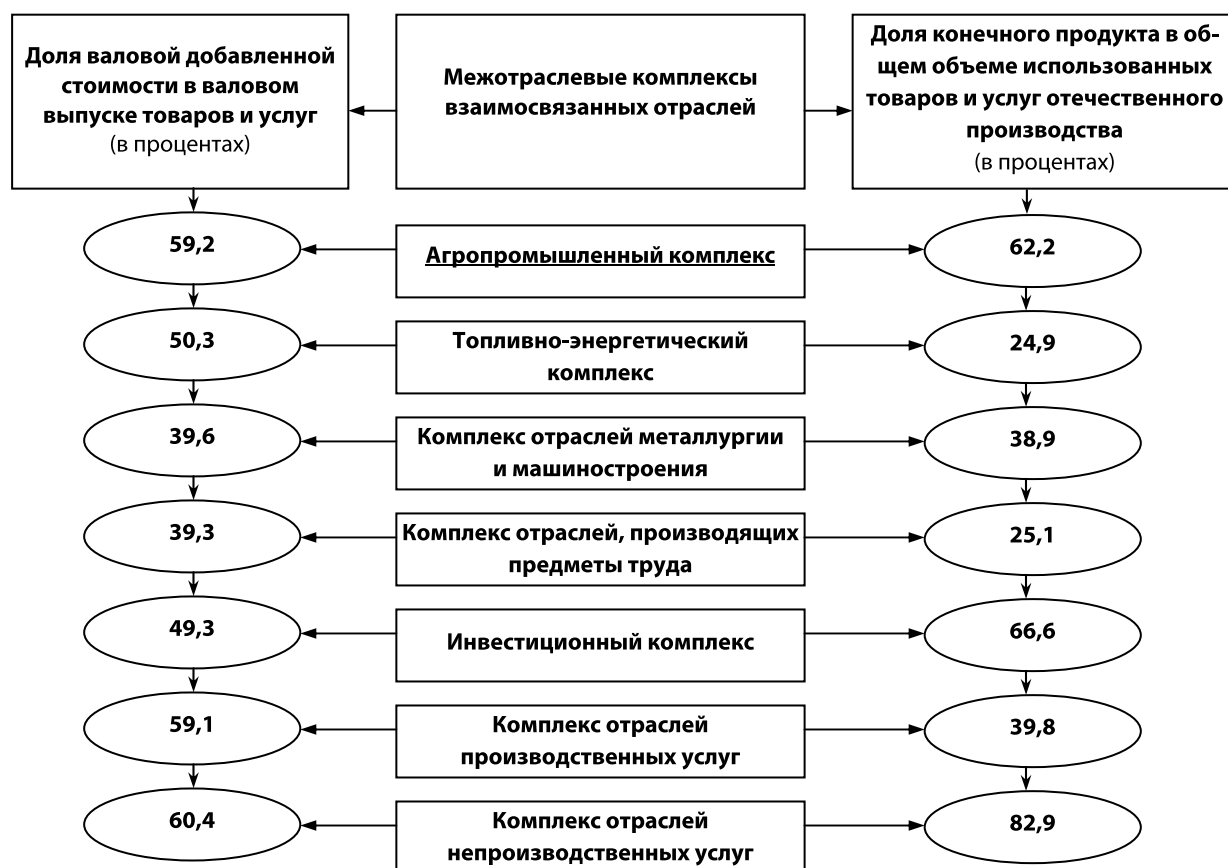 Доля валовой добавленной
стоимости в валовом
выпуске товаров и услуг
(в процентах)
Межотраслевые комплексы
взаимосвязанных отраслей
Доля конечного продукта в об-
щем объеме использованных
товаров и услуг отечественного
производства
(в процентах)
59,2
Агропромышленный комплекс
62,2
50,3
Топливно-энергетический
комплекс
24,9
39,6
Комплекс отраслей металлургии
и машиностроения
38,9
39,3
Комплекс отраслей, производящих
предметы труда
25,1
49,3
Инвестиционный комплекс
66,6
59,1
Комплекс отраслей
производственных услуг
39,8
60,4
Комплекс отраслей
непроизводственных услуг
82,9